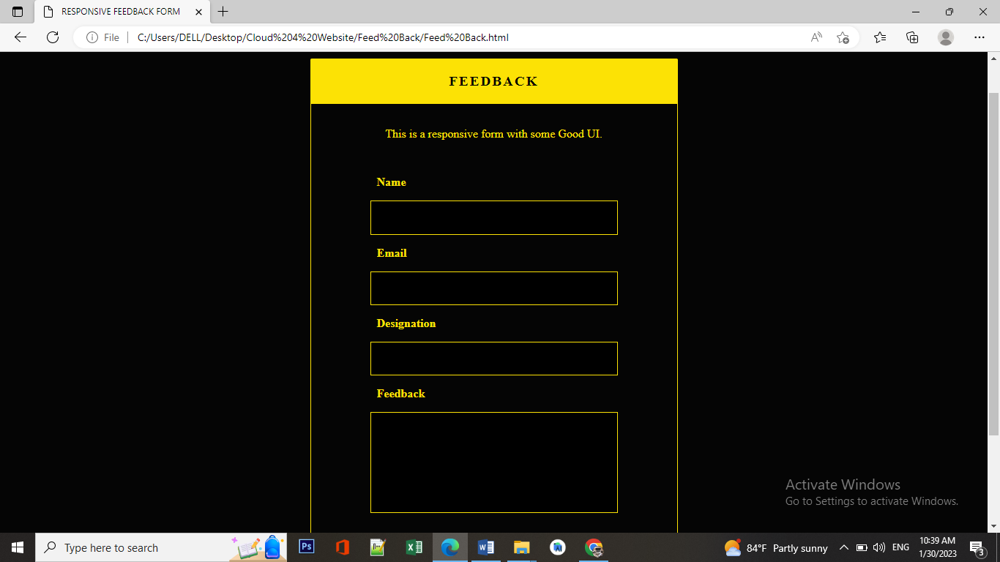 RESPONSIVE FEEDBACK FORM
File
C:/Users/DELL/Desktop/Cloud%204%20Website/Feed%20Back/Feed%20Back.html
FEEDBACK
This is a responsive form with some Good UI.
Name
Email
Designation
Feedback
Activate Windows
Go to Settings to activate Windows.
Type here to search
Ps
84°F Partly sunny
ENG
10:39 AM
1/30/2023
3